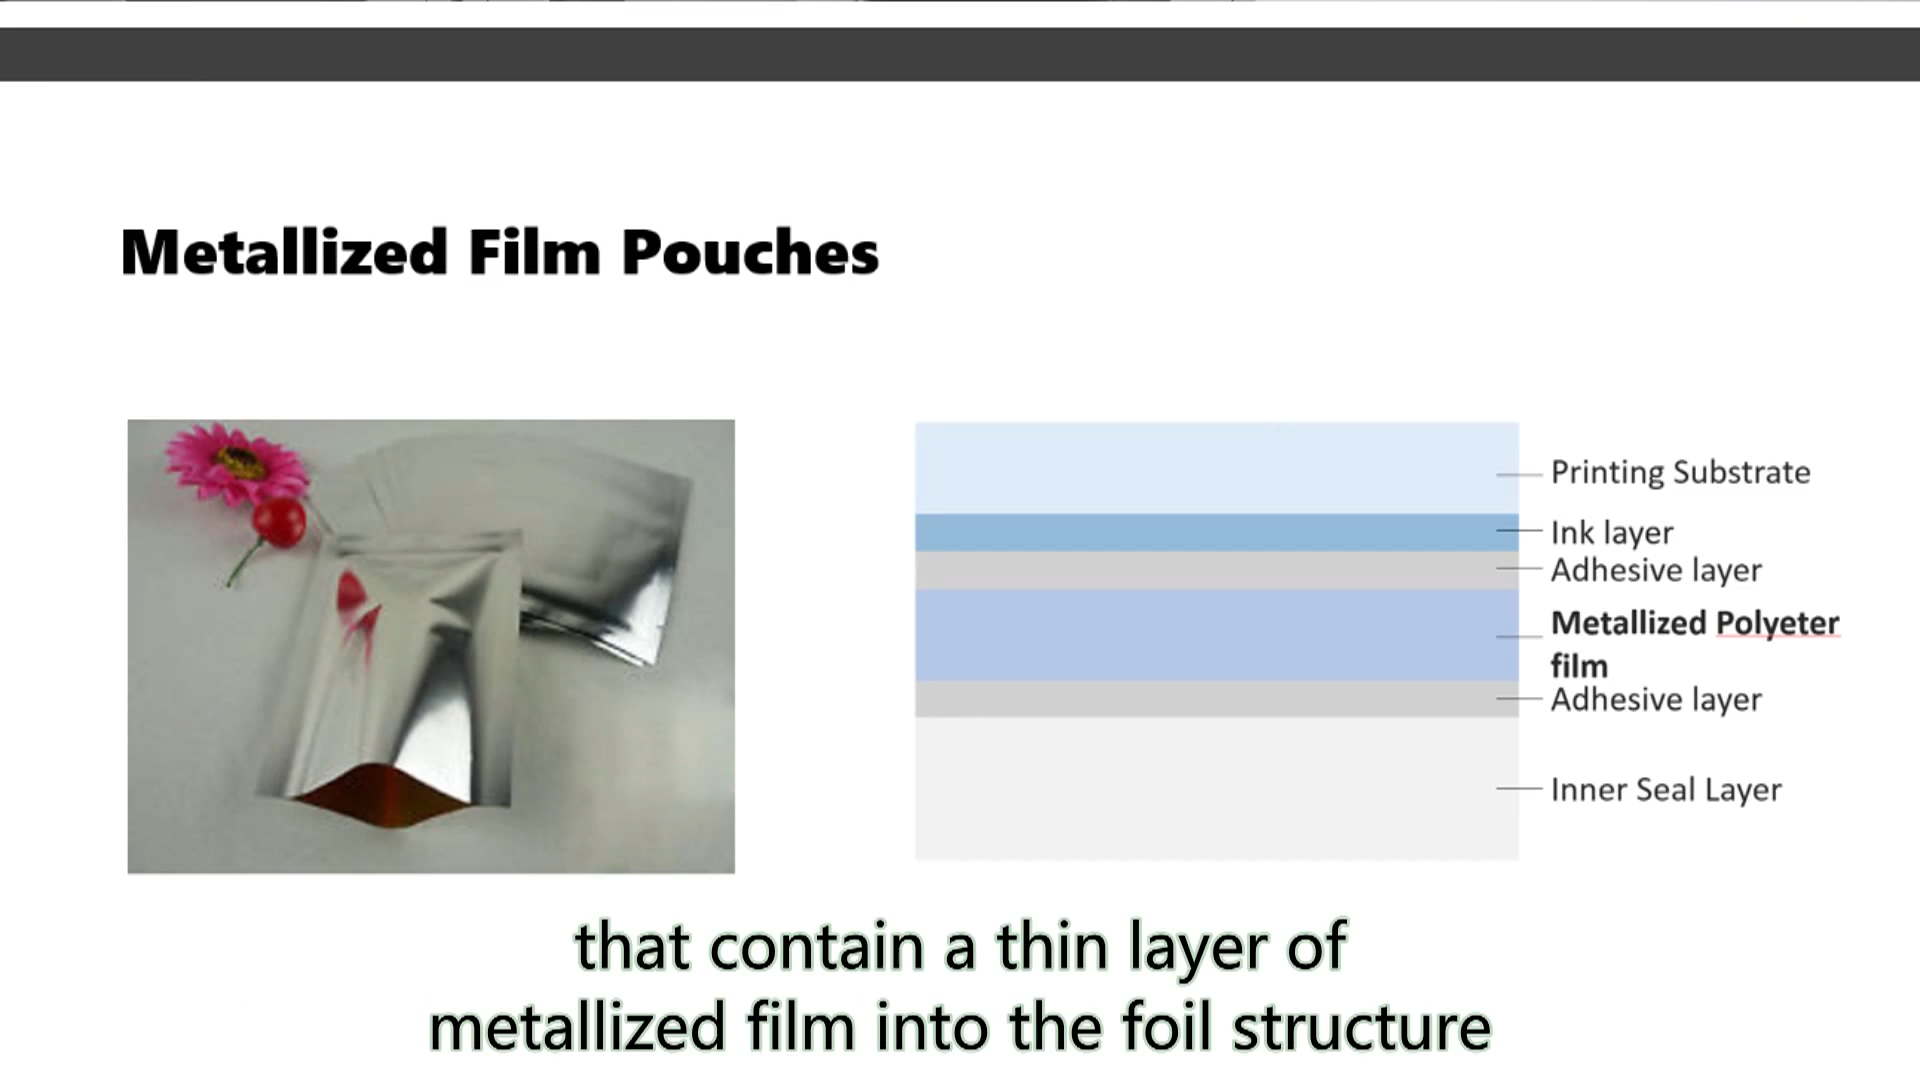 Metallized Film Pouches
Printing Substrate
Ink layer
Adhesive layer
Metallized Polyeter
film
Adhesive layer
Inner Seal Layer
that contain a thin layer of
metallized film into the foil structure